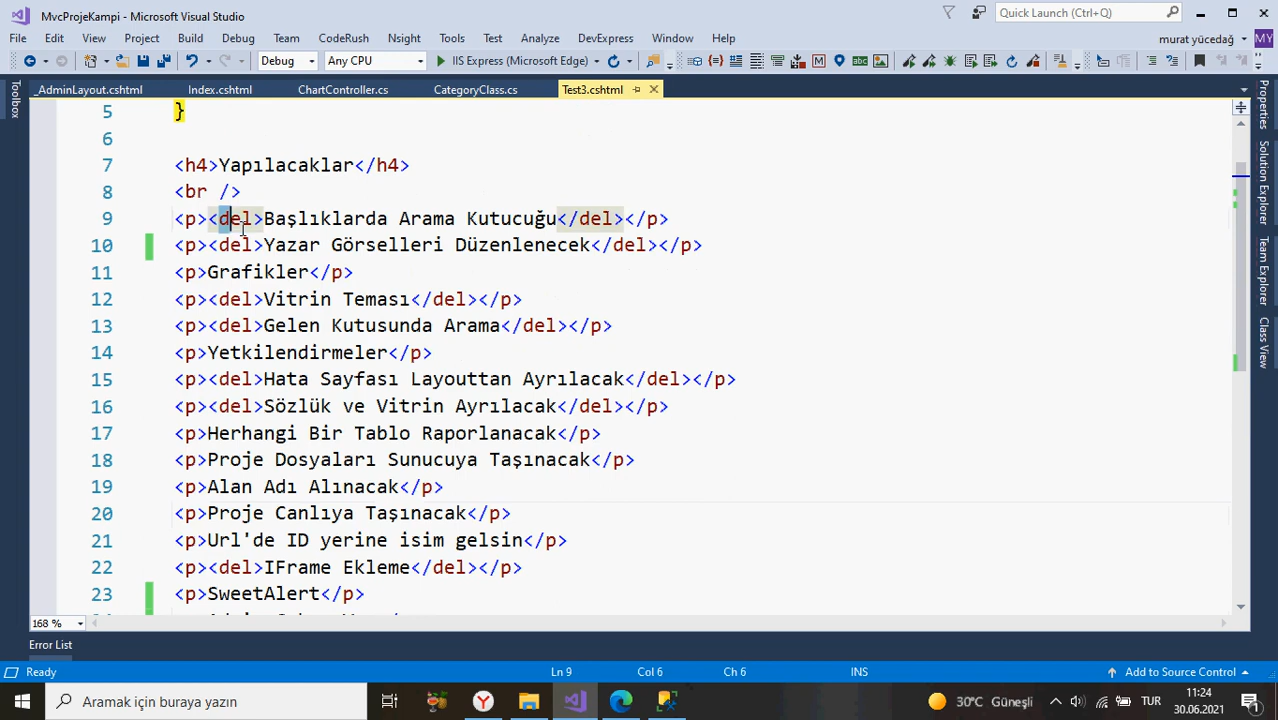 MvcProjeKampi - Microsoft Visual Studio
Quick Launch (Ctrl+Q)
File Edit View Project Build Debug Team CodeRush Nsight Tools Test Analyze DevExpress Window Help
murat yücedağ MY
Debug Any CPU IIS Express (Microsoft Edge)
abc
_AdminLayout.cshtml Index.cshtml ChartController.cs CategoryClass.cs Test3.cshtml
Toolbox
Properties
Solution Explorer
Team Explorer
Class View
5 }
6
7 <h4>Yapılacaklar</h4>
8 <br />
9 <p><del>Başlıklarda Arama Kutucuğu</del></p>
10 <p><del>Yazar Görselleri Düzenlenecek</del></p>
11 <p>Grafikler</p>
12 <p><del>Vitrin Teması</del></p>
13 <p><del>Gelen Kutusunda Arama</del></p>
14 <p>Yetkilendirmeler</p>
15 <p><del>Hata Sayfası Layouttan Ayrılacak</del></p>
16 <p><del>Sözlük ve Vitrin Ayrılacak</del></p>
17 <p>Herhangi Bir Tablo Raporlanacak</p>
18 <p>Proje Dosyaları Sunucuya Taşınacak</p>
19 <p>Alan Adı Alınacak</p>
20 <p>Proje Canlıya Taşınacak</p>
21 <p>Url'de ID yerine isim gelsin</p>
22 <p><del>IFrame Ekleme</del></p>
23 <p>SweetAlert</p>
168 %
Error List
Ready Ln 9 Col 6 Ch 6 INS Add to Source Control
Aramak için buraya yazın
30°C Güneşli
TUR
11:24
30.06.2021
1